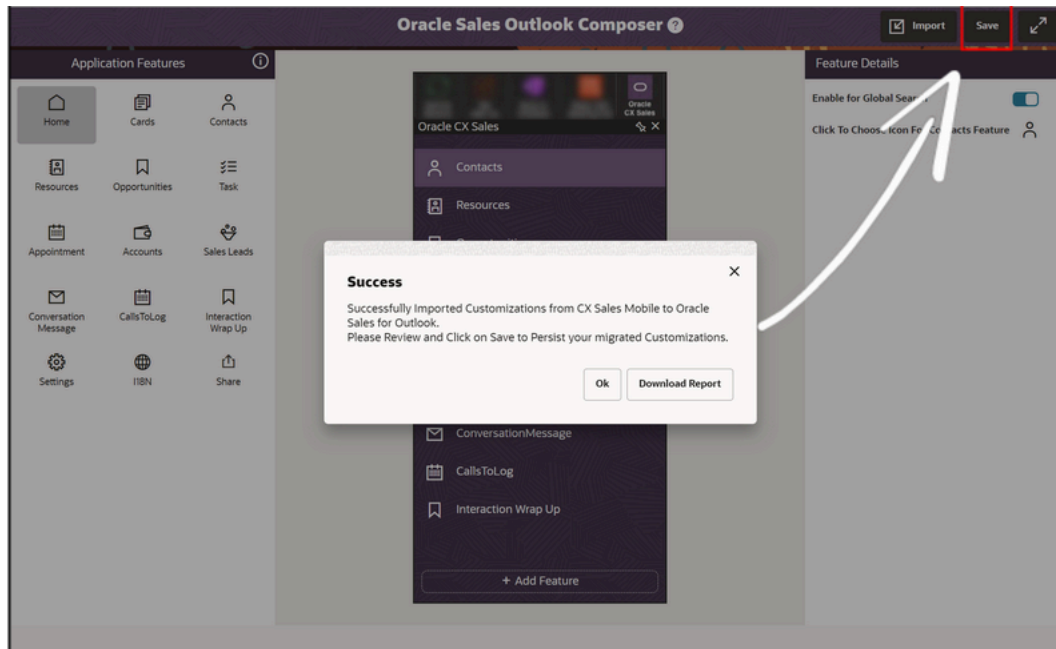 Oracle Sales Outlook Composer ?
Import
Save
Application Features
Home
Cards
Contacts
Resources
Opportunities
Task
Appointment
Accounts
Sales Leads
Conversation
Message
CallsToLog
Interaction
Wrap Up
Settings
I18N
Share
Oracle
CX Sales
Oracle CX Sales
Contacts
Resources
Success
Successfully Imported Customizations from CX Sales Mobile to Oracle
Sales for Outlook.
Please Review and Click on Save to Persist your migrated Customizations.
Ok
Download Report
ConversationMessage
CallsToLog
Interaction Wrap Up
+ Add Feature
Feature Details
Enable for Global Search
Click To Choose Icon For Contacts Feature